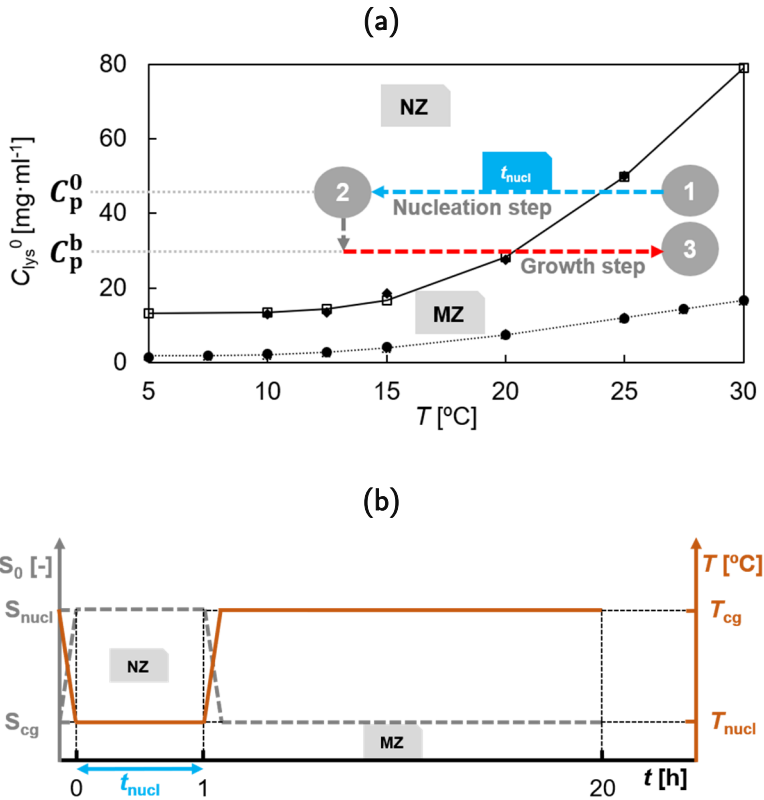 (a)
80
60
40
20
0
C_lys^0 [mg·ml-1]
C_p^0
C_p^b
NZ
t_nucl
2
1
Nucleation step
3
Growth step
MZ
5 10 15 20 25 30
T [ºC]
(b)
S_0 [-]
T [ºC]
S_nucl
T_cg
NZ
S_cg
T_nucl
MZ
0 1 20 t [h]
t_nucl